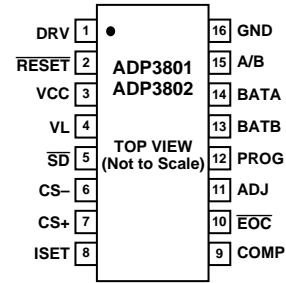 DRV 1 16 GND
RESET 2 ADP3801 15 A/B
VCC 3 ADP3802 14 BATA
VL 4 13 BATB
SD 5 TOP VIEW 12 PROG
(Not to Scale)
CS– 6 11 ADJ
CS+ 7 10 EOC
ISET 8 9 COMP